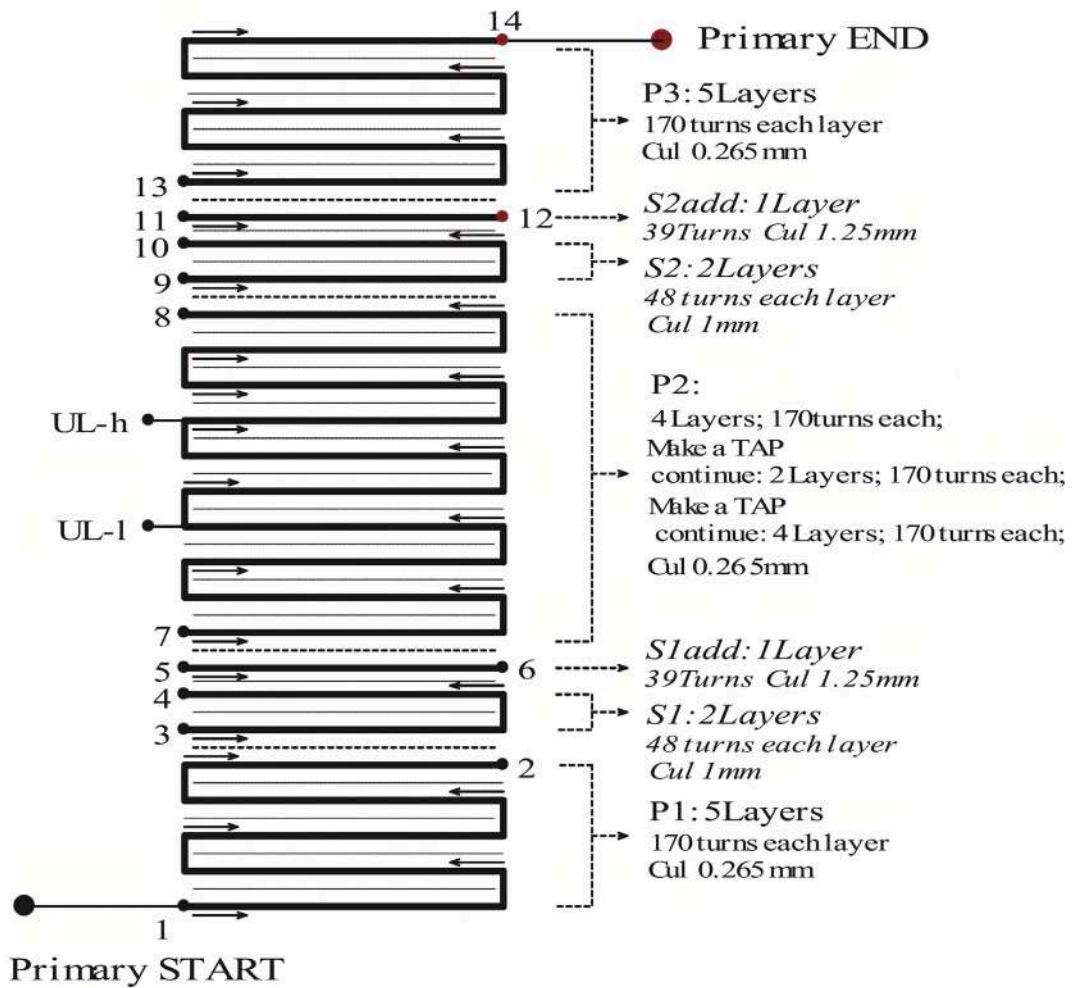 14
Primary END
P3: 5Layers
170 turns each layer
Cul 0.265 mm
13
11
12
S2add: 1Layer
39Turns Cul 1.25mm
10
9
S2: 2Layers
48 turns each layer
Cul 1mm
8
P2:
4 Layers; 170turns each;
Make a TAP
continue: 2 Layers; 170 turns each;
Make a TAP
continue: 4 Layers; 170 turns each;
Cul 0.265mm
UL-h
UL-l
7
5
6
S1add: 1Layer
39Turns Cul 1.25mm
4
3
S1: 2Layers
48 turns each layer
Cul 1mm
2
P1: 5Layers
170 turns each layer
Cul 0.265 mm
1
Primary START